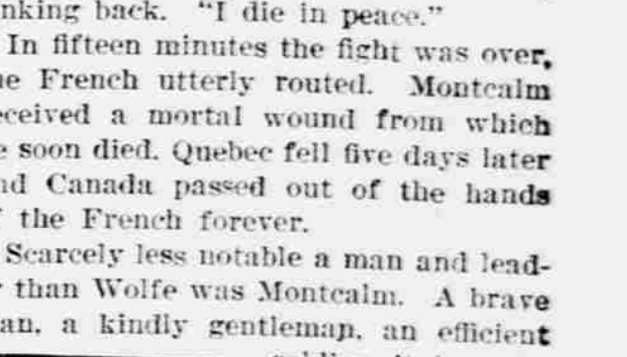 nking back. "I die in peace."
In fifteen minutes the fight was over,
he French utterly routed. Montcalm
eceived a mortal wound from which
e soon died. Quebec fell five days later
nd Canada passed out of the hands
f the French forever.
Scarcely less notable a man and lead-
r than Wolfe was Montcalm. A brave
an, a kindly gentleman, an efficient